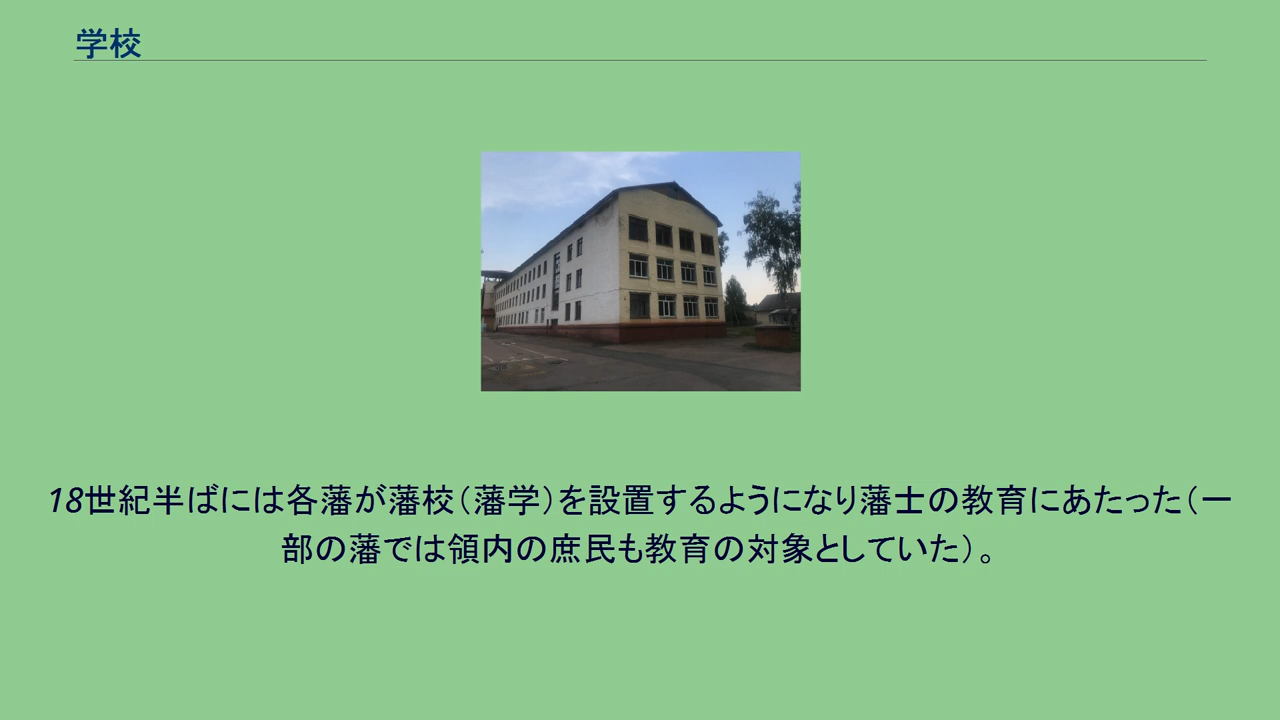 学校
18世紀半ばには各藩が藩校（藩学）を設置するようになり藩士の教育にあたった（一
部の藩では領内の庶民も教育の対象としていた）。